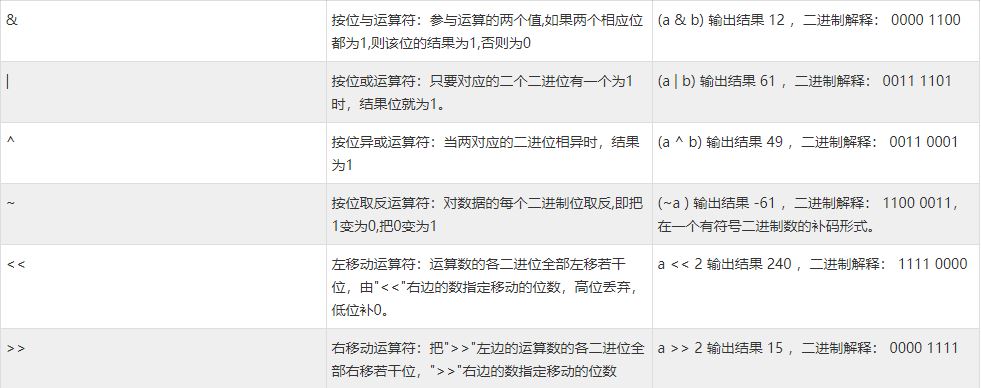 &
按位与运算符：参与运算的两个值,如果两个相应位
都为1,则该位的结果为1,否则为0
(a & b) 输出结果 12 ，二进制解释： 0000 1100
|
按位或运算符：只要对应的二个二进位有一个为1
时，结果位就为1。
(a | b) 输出结果 61 ，二进制解释： 0011 1101
^
按位异或运算符：当两对应的二进位相异时，结果
为1
(a ^ b) 输出结果 49 ，二进制解释： 0011 0001
~
按位取反运算符：对数据的每个二进制位取反,即把
1变为0,把0变为1
(~a ) 输出结果 -61 ，二进制解释： 1100 0011，
在一个有符号二进制数的补码形式。
<<
左移动运算符：运算数的各二进位全部左移若干
位，由"<<"右边的数指定移动的位数，高位丢弃，
低位补0。
a << 2 输出结果 240 ，二进制解释： 1111 0000
>>
右移动运算符：把">>"左边的运算数的各二进位全
部右移若干位，">>"右边的数指定移动的位数
a >> 2 输出结果 15 ，二进制解释： 0000 1111